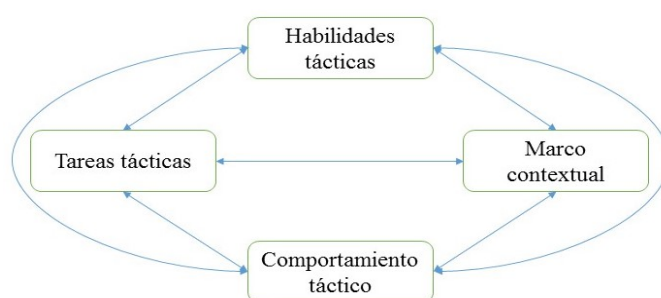 Habilidades
tácticas
Tareas tácticas
Marco
contextual
Comportamiento
táctico